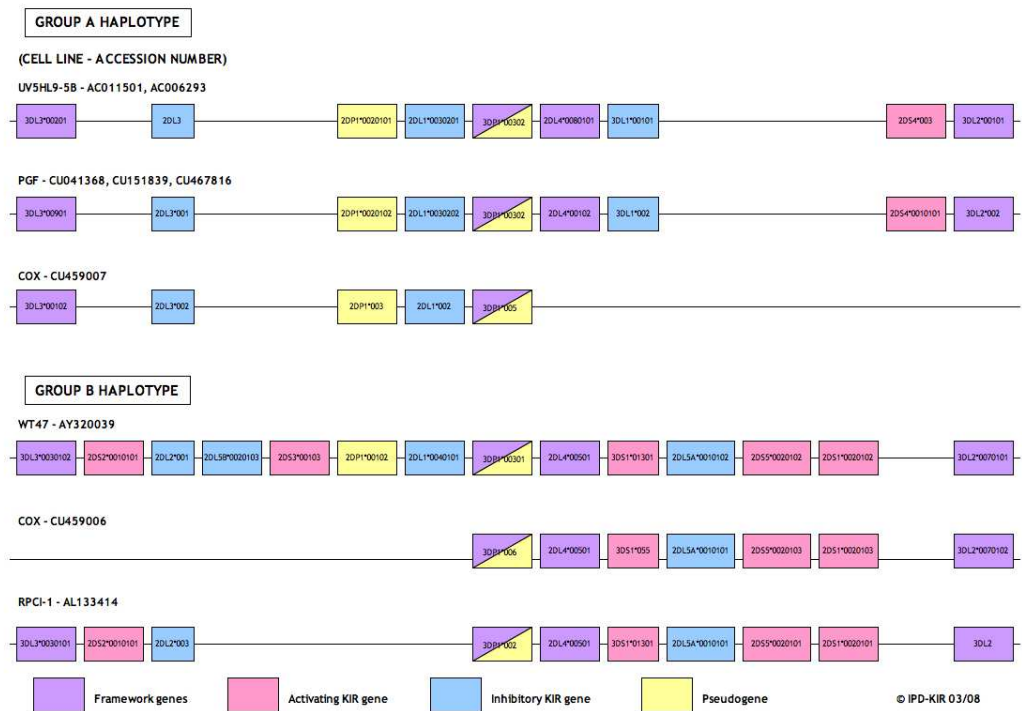 GROUP A HAPLOTYPE
(CELL LINE - ACCESSION NUMBER)
UV5HL9-5B - AC011501, AC006293
3DL3*00201 2DL3 2DP1*0020101 2DL1*0030201 3DP1*00302 2DL4*0080101 3DL1*00101 2DS4*003 3DL2*00101
PGF - CU041368, CU151839, CU467816
3DL3*00901 2DL3*001 2DP1*0020102 2DL1*0030202 3DP1*00302 2DL4*00102 3DL1*002 2DS4*0010101 3DL2*002
COX - CU459007
3DL3*00102 2DL3*002 2DP1*003 2DL1*002 3DP1*005
GROUP B HAPLOTYPE
WT47 - AY320039
3DL3*0030102 2DS2*0010101 2DL2*001 2DL5B*0020103 2DS3*00103 2DP1*00102 2DL1*0040101 3DP1*00301 2DL4*00501 3DS1*01301 2DL5A*0010102 2DS5*0020102 2DS1*0020102 3DL2*0070101
COX - CU459006
3DP1*006 2DL4*00501 3DS1*055 2DL5A*0010101 2DS5*0020103 2DS1*0020103 3DL2*0070102
RPCI-1 - AL133414
3DL3*0030101 2DS2*0010101 2DL2*003 3DP1*002 2DL4*00501 3DS1*01301 2DL5A*0010101 2DS5*0020101 2DS1*0020101 3DL2
Framework genes Activating KIR gene Inhibitory KIR gene Pseudogene © IPD-KIR 03/08